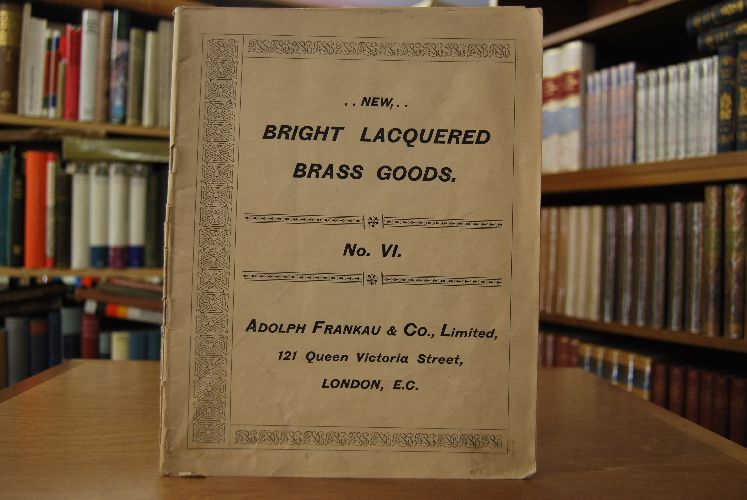 . . NEW, . .
BRIGHT LACQUERED
BRASS GOODS.
No. VI.
ADOLPH FRANKAU & CO., Limited,
121 Queen Victoria Street,
LONDON, E.C.